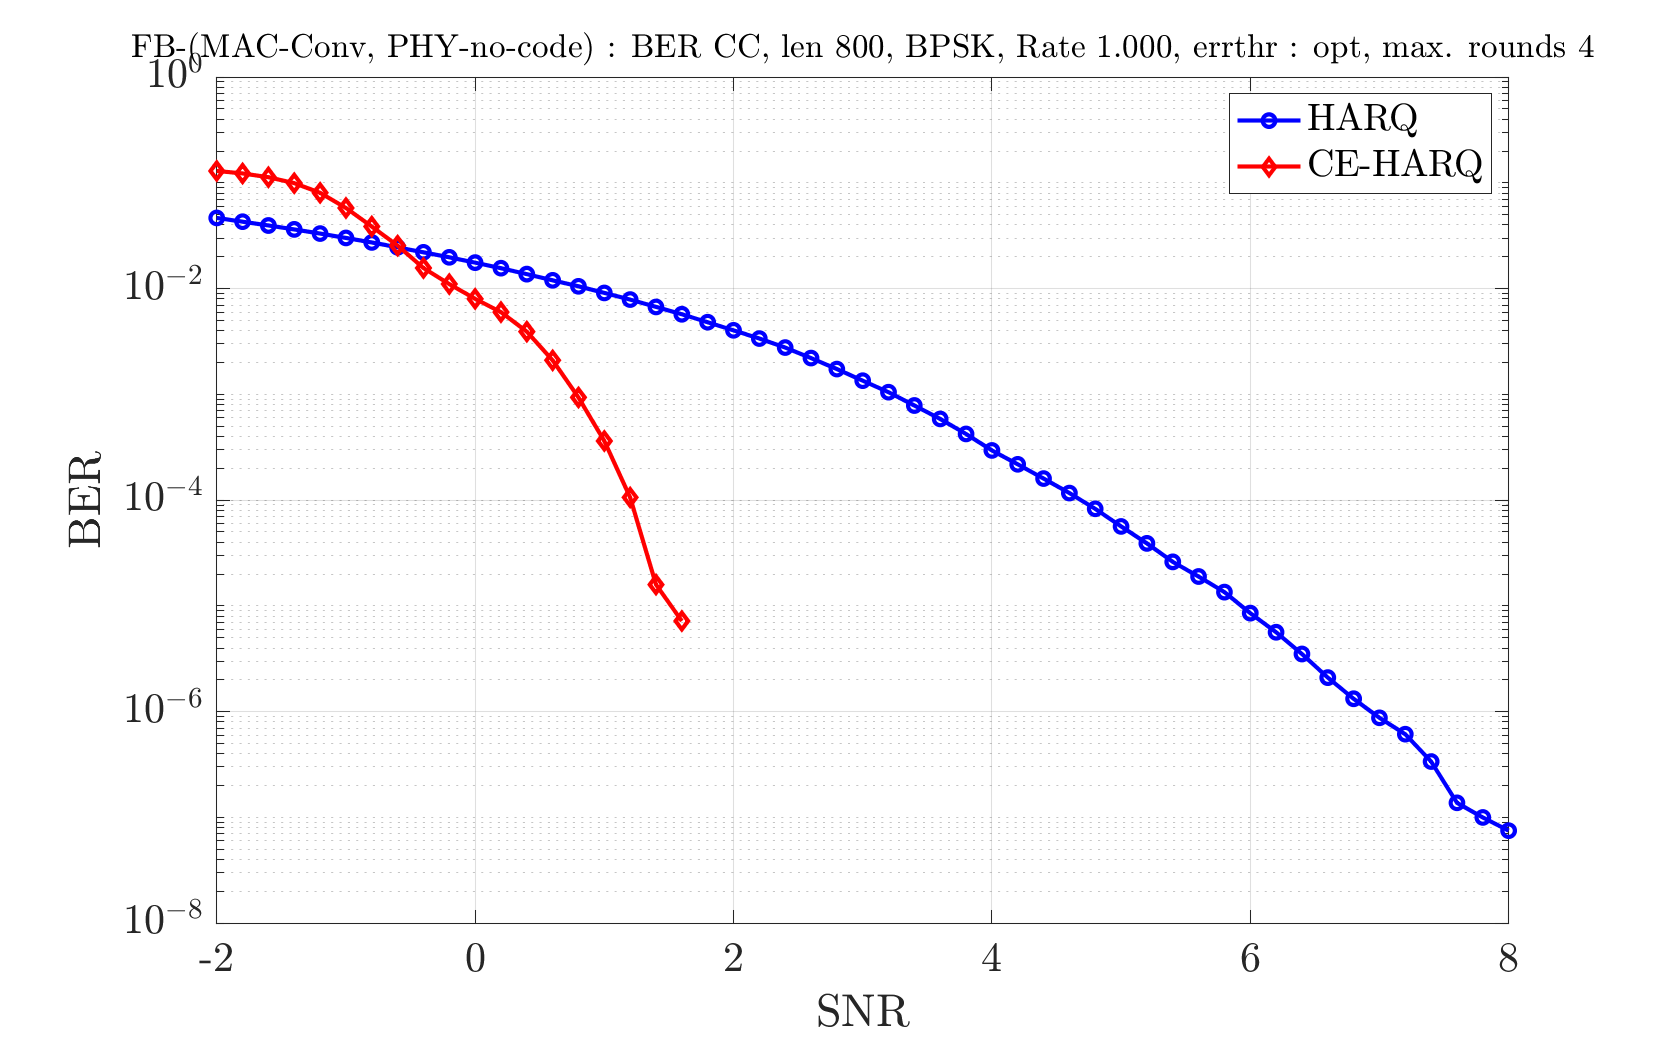 FB-(MAC-Conv, PHY-no-code) : BER CC, len 800, BPSK, Rate 1.000, errthr : opt, max. rounds 4
10^0
HARQ
CE-HARQ
10^-2
10^-4
BER
10^-6
10^-8
-2 0 2 4 6 8
SNR